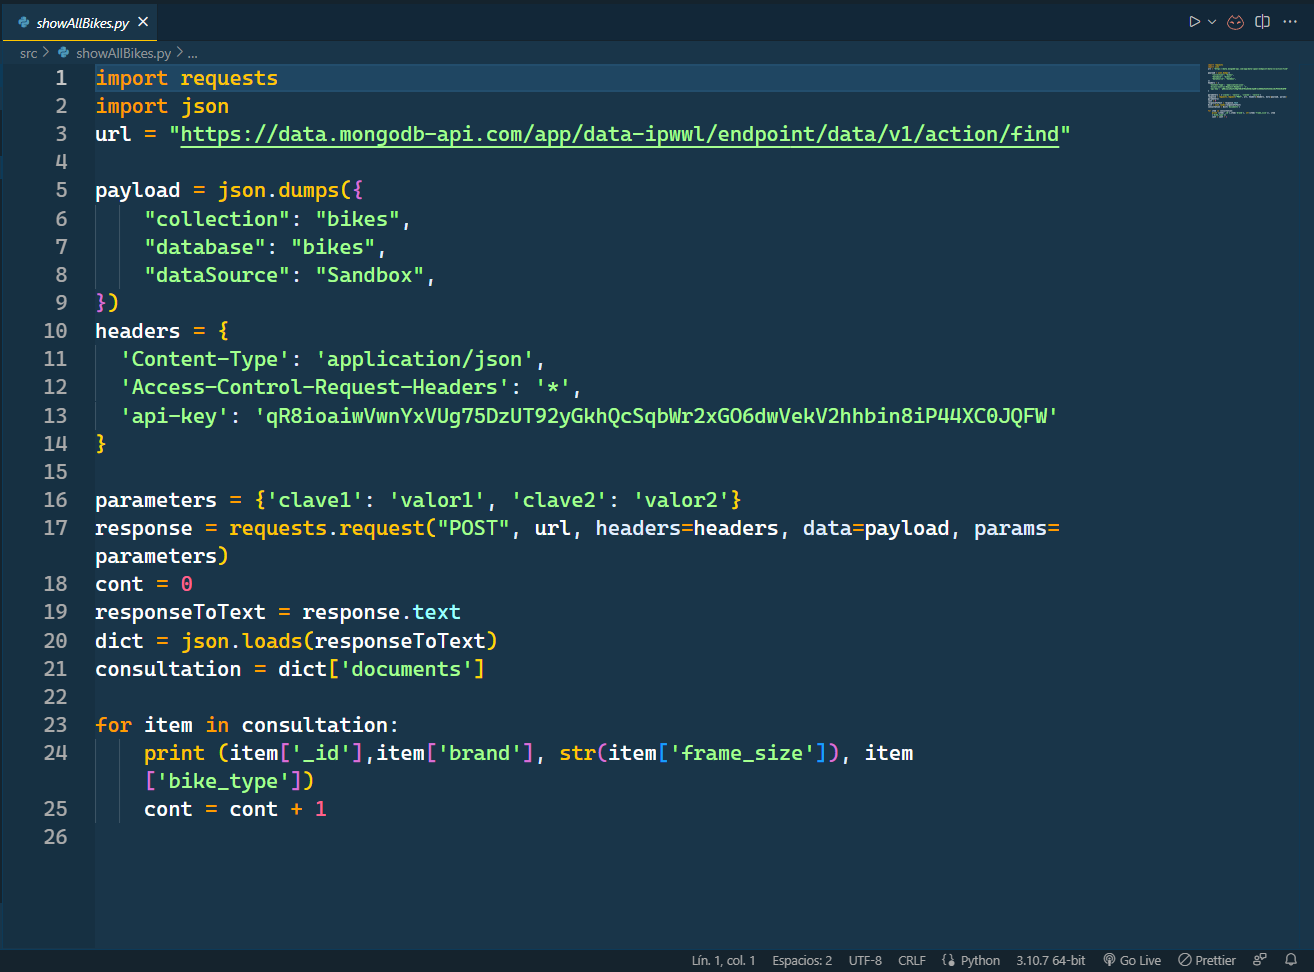 showAllBikes.py
src > showAllBikes.py > ...
1 import requests
2 import json
3 url = "https://data.mongodb-api.com/app/data-ipwwl/endpoint/data/v1/action/find"
4
5 payload = json.dumps({
6     "collection": "bikes",
7     "database": "bikes",
8     "dataSource": "Sandbox",
9 })
10 headers = {
11   'Content-Type': 'application/json',
12   'Access-Control-Request-Headers': '*',
13   'api-key': 'qR8ioaiwVwnYxVUg75DzUT92yGkhQcSqbWr2xGO6dwVekV2hhbin8iP44XC0JQFW'
14 }
15
16 parameters = {'clave1': 'valor1', 'clave2': 'valor2'}
17 response = requests.request("POST", url, headers=headers, data=payload, params=
parameters)
18 cont = 0
19 responseToText = response.text
20 dict = json.loads(responseToText)
21 consultation = dict['documents']
22
23 for item in consultation:
24     print (item['_id'],item['brand'], str(item['frame_size']), item
['bike_type'])
25     cont = cont + 1
26
Lín. 1, col. 1 Espacios: 2 UTF-8 CRLF Python 3.10.7 64-bit Go Live Prettier